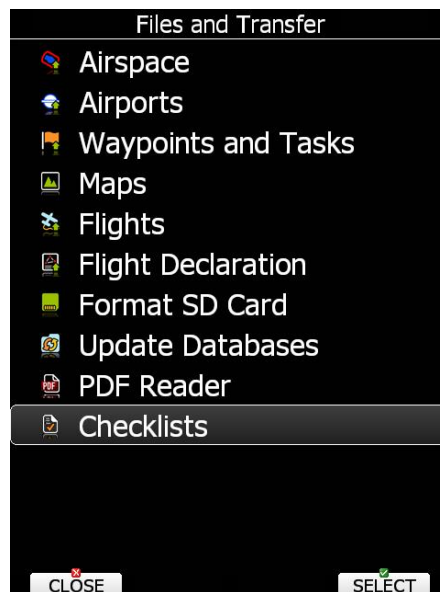 Files and Transfer
Airspace
Airports
Waypoints and Tasks
Maps
Flights
Flight Declaration
Format SD Card
Update Databases
PDF Reader
Checklists
CLOSE
SELECT